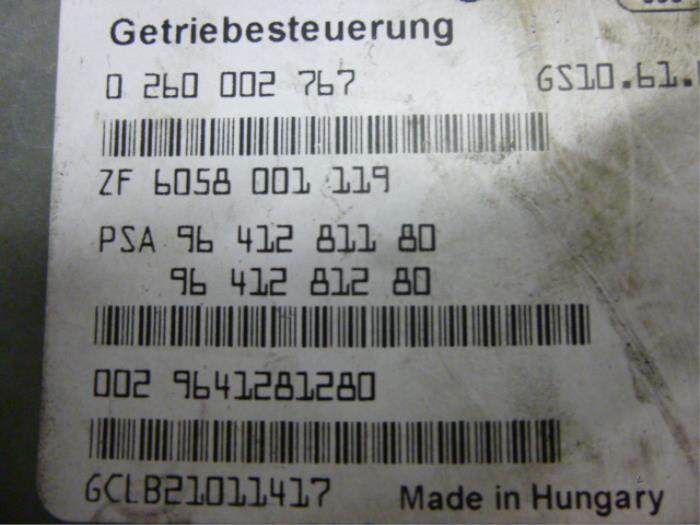 Getriebesteuerung
0 260 002 767 GS10.61.
ZF 6058 001 119
PSA 96 412 811 80
96 412 812 80
002 9641281280
GCLB21011417 Made in Hungary